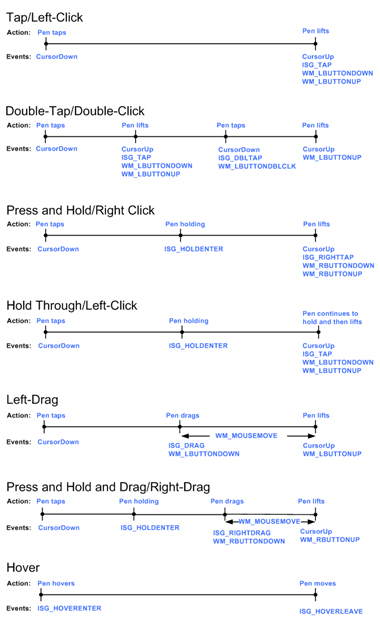 Tap/Left-Click
Action: Pen taps Pen lifts
Events: CursorDown CursorUp
ISG_TAP
WM_LBUTTONDOWN
WM_LBUTTONUP
Double-Tap/Double-Click
Action: Pen taps Pen lifts Pen taps Pen lifts
Events: CursorDown CursorUp CursorDown CursorUp
ISG_TAP ISG_DBLTAP WM_LBUTTONUP
WM_LBUTTONDOWN WM_LBUTTONDBLCLK
WM_LBUTTONUP
Press and Hold/Right Click
Action: Pen taps Pen holding Pen lifts
Events: CursorDown ISG_HOLDENTER CursorUp
ISG_RIGHTTAP
WM_RBUTTONDOWN
WM_RBUTTONUP
Hold Through/Left-Click
Action: Pen taps Pen holding Pen continues to
hold and then lifts
Events: CursorDown ISG_HOLDENTER CursorUp
ISG_TAP
WM_LBUTTONDOWN
WM_LBUTTONUP
Left-Drag
Action: Pen taps Pen drags Pen lifts
WM_MOUSEMOVE
Events: CursorDown ISG_DRAG CursorUp
WM_LBUTTONDOWN WM_LBUTTONUP
Press and Hold and Drag/Right-Drag
Action: Pen taps Pen holding Pen drags Pen lifts
WM_MOUSEMOVE
Events: CursorDown ISG_HOLDENTER ISG_RIGHTDRAG CursorUp
WM_RBUTTONDOWN WM_RBUTTONUP
Hover
Action: Pen hovers Pen moves
Events: ISG_HOVERENTER ISG_HOVERLEAVE